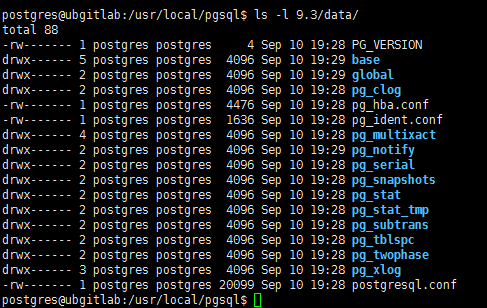 postgres@ubgitlab:/usr/local/pgsql$ ls -l 9.3/data/
total 88
-rw------- 1 postgres postgres     4 Sep 10 19:28 PG_VERSION
drwx------ 5 postgres postgres  4096 Sep 10 19:29 base
drwx------ 2 postgres postgres  4096 Sep 10 19:29 global
drwx------ 2 postgres postgres  4096 Sep 10 19:28 pg_clog
-rw------- 1 postgres postgres  4476 Sep 10 19:28 pg_hba.conf
-rw------- 1 postgres postgres  1636 Sep 10 19:28 pg_ident.conf
drwx------ 4 postgres postgres  4096 Sep 10 19:28 pg_multixact
drwx------ 2 postgres postgres  4096 Sep 10 19:29 pg_notify
drwx------ 2 postgres postgres  4096 Sep 10 19:28 pg_serial
drwx------ 2 postgres postgres  4096 Sep 10 19:28 pg_snapshots
drwx------ 2 postgres postgres  4096 Sep 10 19:28 pg_stat
drwx------ 2 postgres postgres  4096 Sep 10 19:28 pg_stat_tmp
drwx------ 2 postgres postgres  4096 Sep 10 19:28 pg_subtrans
drwx------ 2 postgres postgres  4096 Sep 10 19:28 pg_tblspc
drwx------ 2 postgres postgres  4096 Sep 10 19:28 pg_twophase
drwx------ 3 postgres postgres  4096 Sep 10 19:28 pg_xlog
-rw------- 1 postgres postgres 20099 Sep 10 19:28 postgresql.conf
postgres@ubgitlab:/usr/local/pgsql$